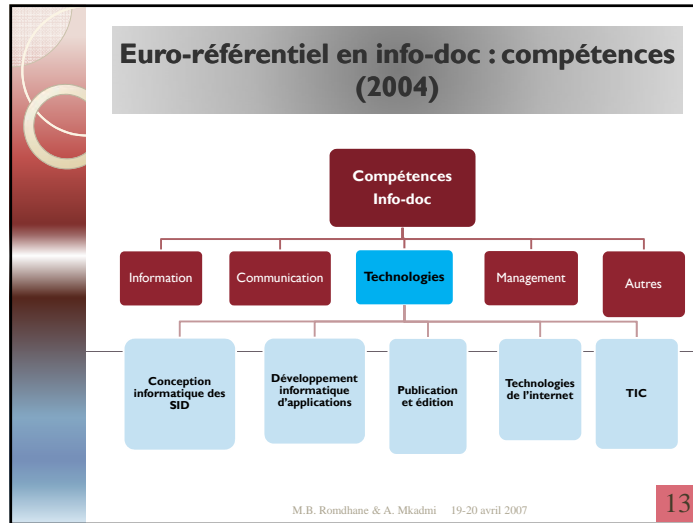 Euro-référentiel en info-doc : compétences
(2004)
Compétences
Info-doc
Information
Communication
Technologies
Management
Autres
Conception
informatique des
SID
Développement
informatique
d'applications
Publication
et édition
Technologies
de l'internet
TIC
M.B. Romdhane & A. Mkadmi 19-20 avril 2007
13